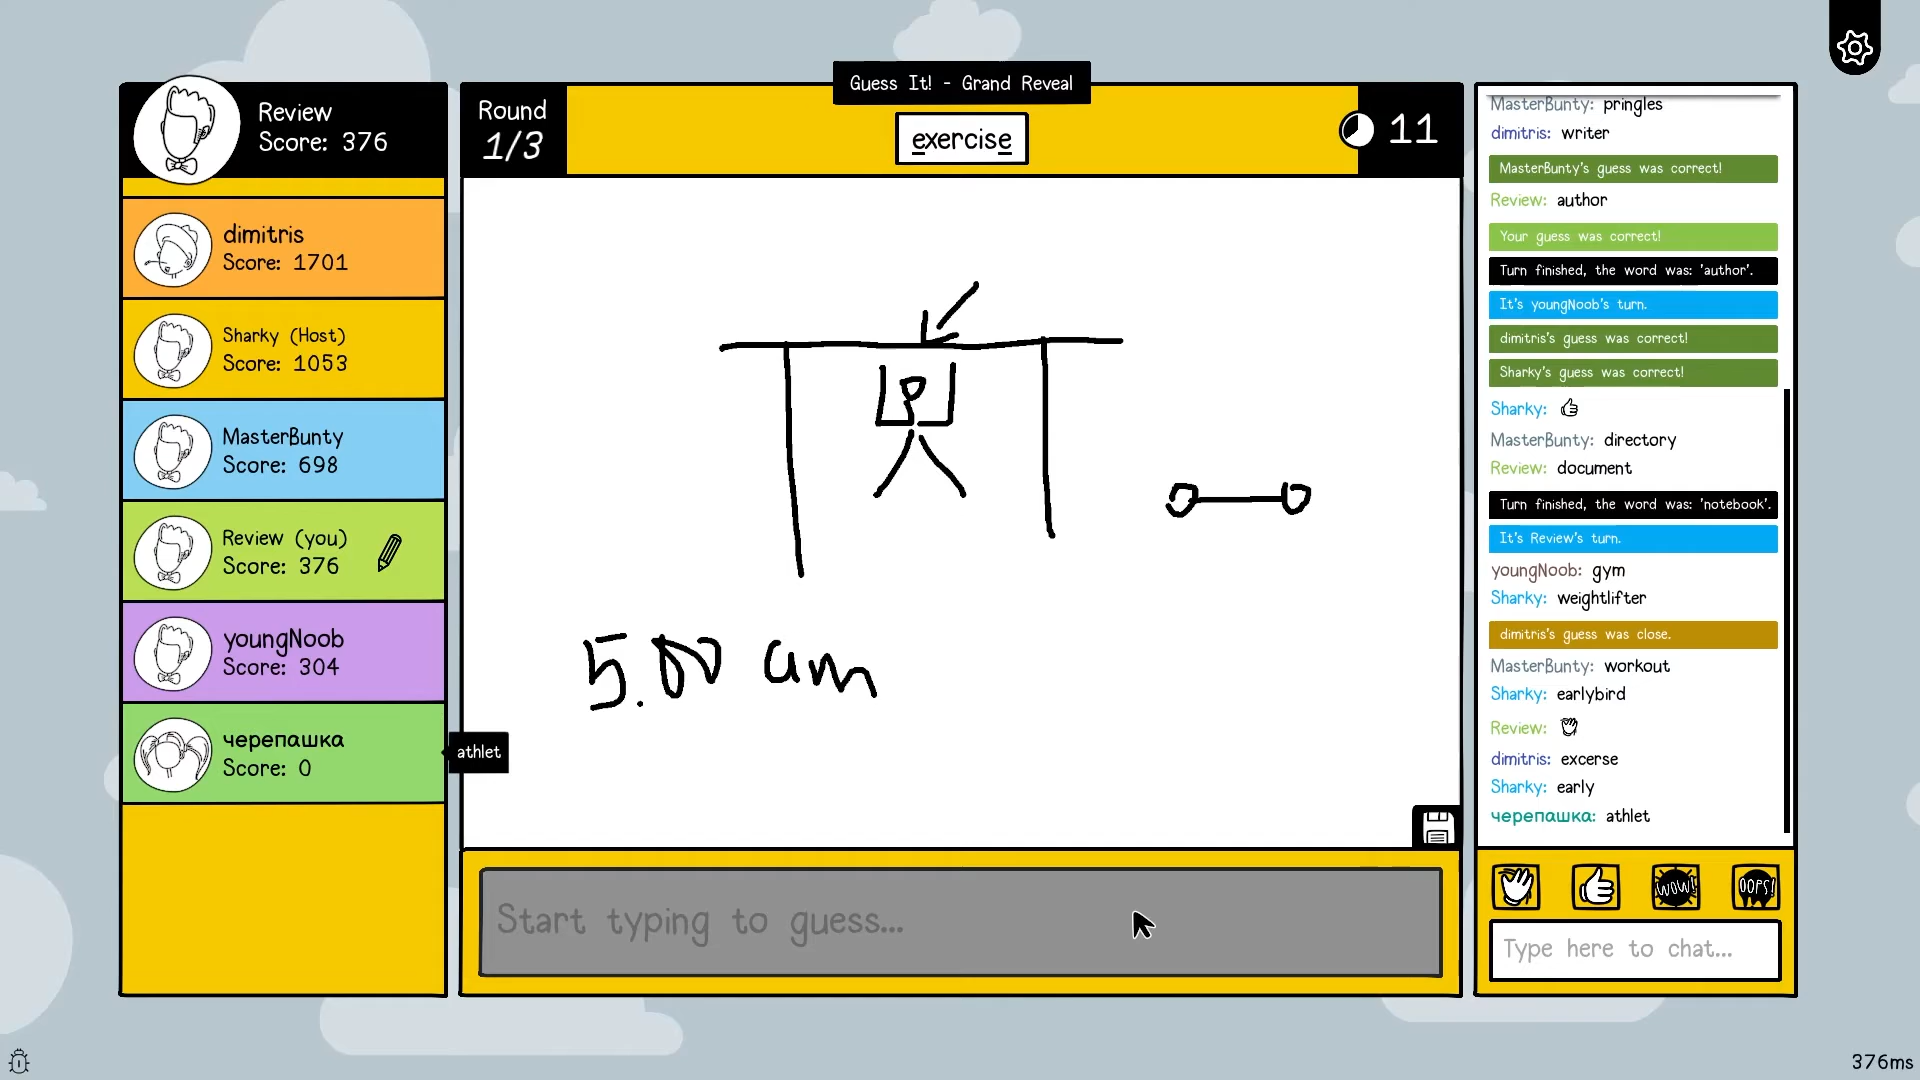 Guess It! - Grand Reveal
Review
Score: 376
Round
1/3
exercise
11
dimitris
Score: 1701
Sharky (Host)
Score: 1053
MasterBunty
Score: 698
Review (you)
Score: 376
youngNoob
Score: 304
черепашка
Score: 0
athlet
5.00 am
Start typing to guess...
MasterBunty: pringles
dimitris: writer
MasterBunty's guess was correct!
Review: author
Your guess was correct!
Turn finished, the word was: 'author'.
It's youngNoob's turn.
dimitris's guess was correct!
Sharky's guess was correct!
Sharky:
MasterBunty: directory
Review: document
Turn finished, the word was: 'notebook'.
It's Review's turn.
youngNoob: gym
Sharky: weightlifter
dimitris's guess was close.
MasterBunty: workout
Sharky: earlybird
Review:
dimitris: excerse
Sharky: early
черепашка: athlet
WOW!
OOPS!
Type here to chat...
376ms